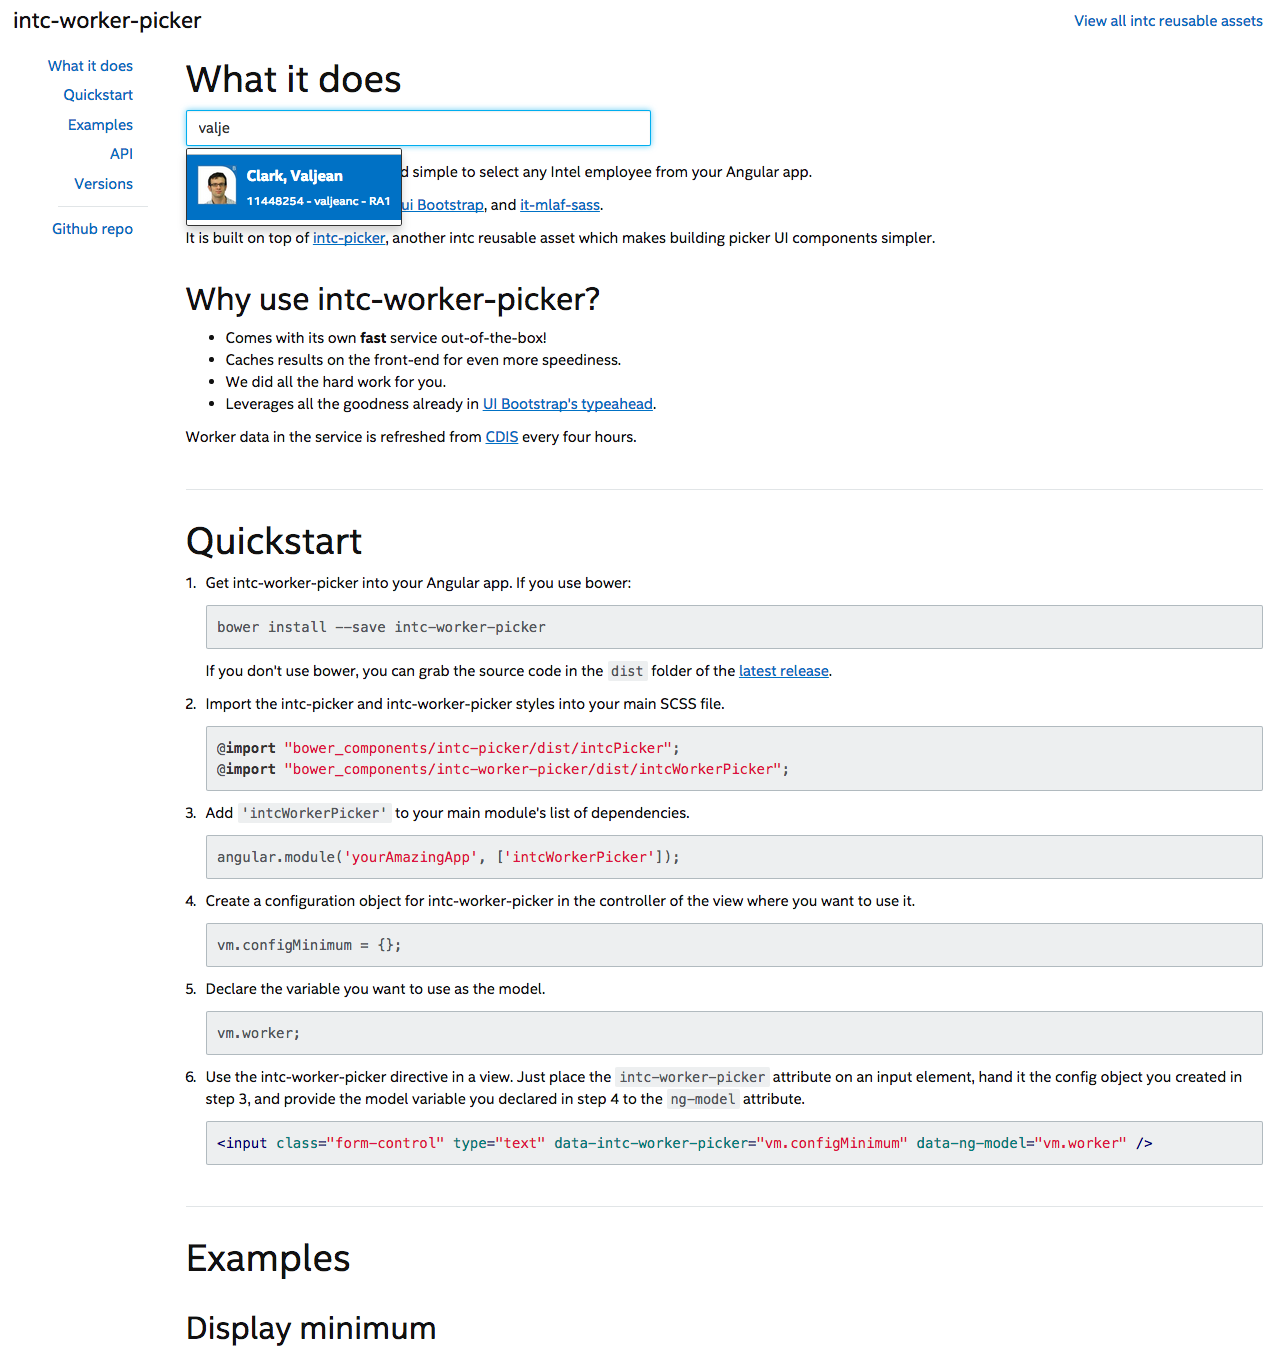 intc-worker-picker
View all intc reusable assets
What it does
Quickstart
Examples
API
Versions
Github repo
What it does
valje
Clark, Valjean
11448254 - valjeanc - RA1
d simple to select any Intel employee from your Angular app.
ui Bootstrap, and it-mlaf-sass.
It is built on top of intc-picker, another intc reusable asset which makes building picker UI components simpler.
Why use intc-worker-picker?
• Comes with its own fast service out-of-the-box!
• Caches results on the front-end for even more speediness.
• We did all the hard work for you.
• Leverages all the goodness already in UI Bootstrap's typeahead.
Worker data in the service is refreshed from CDIS every four hours.
Quickstart
1. Get intc-worker-picker into your Angular app. If you use bower:
bower install --save intc-worker-picker
If you don't use bower, you can grab the source code in the dist folder of the latest release.
2. Import the intc-picker and intc-worker-picker styles into your main SCSS file.
@import "bower_components/intc-picker/dist/intcPicker";
@import "bower_components/intc-worker-picker/dist/intcWorkerPicker";
3. Add 'intcWorkerPicker' to your main module's list of dependencies.
angular.module('yourAmazingApp', ['intcWorkerPicker']);
4. Create a configuration object for intc-worker-picker in the controller of the view where you want to use it.
vm.configMinimum = {};
5. Declare the variable you want to use as the model.
vm.worker;
6. Use the intc-worker-picker directive in a view. Just place the intc-worker-picker attribute on an input element, hand it the config object you created in
step 3, and provide the model variable you declared in step 4 to the ng-model attribute.
<input class="form-control" type="text" data-intc-worker-picker="vm.configMinimum" data-ng-model="vm.worker" />
Examples
Display minimum